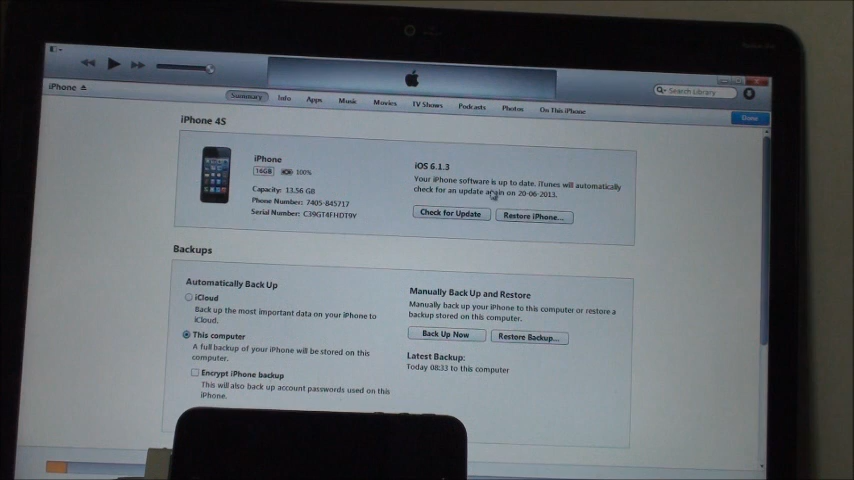 Search Library
iPhone
Summary Info Apps Music Movies TV Shows Podcasts Photos On This iPhone
Done
iPhone 4S
iPhone
16GB 100%
Capacity: 13.56 GB
Phone Number: 7405-845717
Serial Number: C39GT4FHDT9Y
iOS 6.1.3
Your iPhone software is up to date. iTunes will automatically
check for an update again on 20-06-2013.
Check for Update Restore iPhone...
Backups
Automatically Back Up
iCloud
Back up the most important data on your iPhone to
iCloud.
This computer
A full backup of your iPhone will be stored on this
computer.
Encrypt iPhone backup
This will also back up account passwords used on this
iPhone.
Manually Back Up and Restore
Manually back up your iPhone to this computer or restore a
backup stored on this computer.
Back Up Now Restore Backup...
Latest Backup:
Today 08:33 to this computer